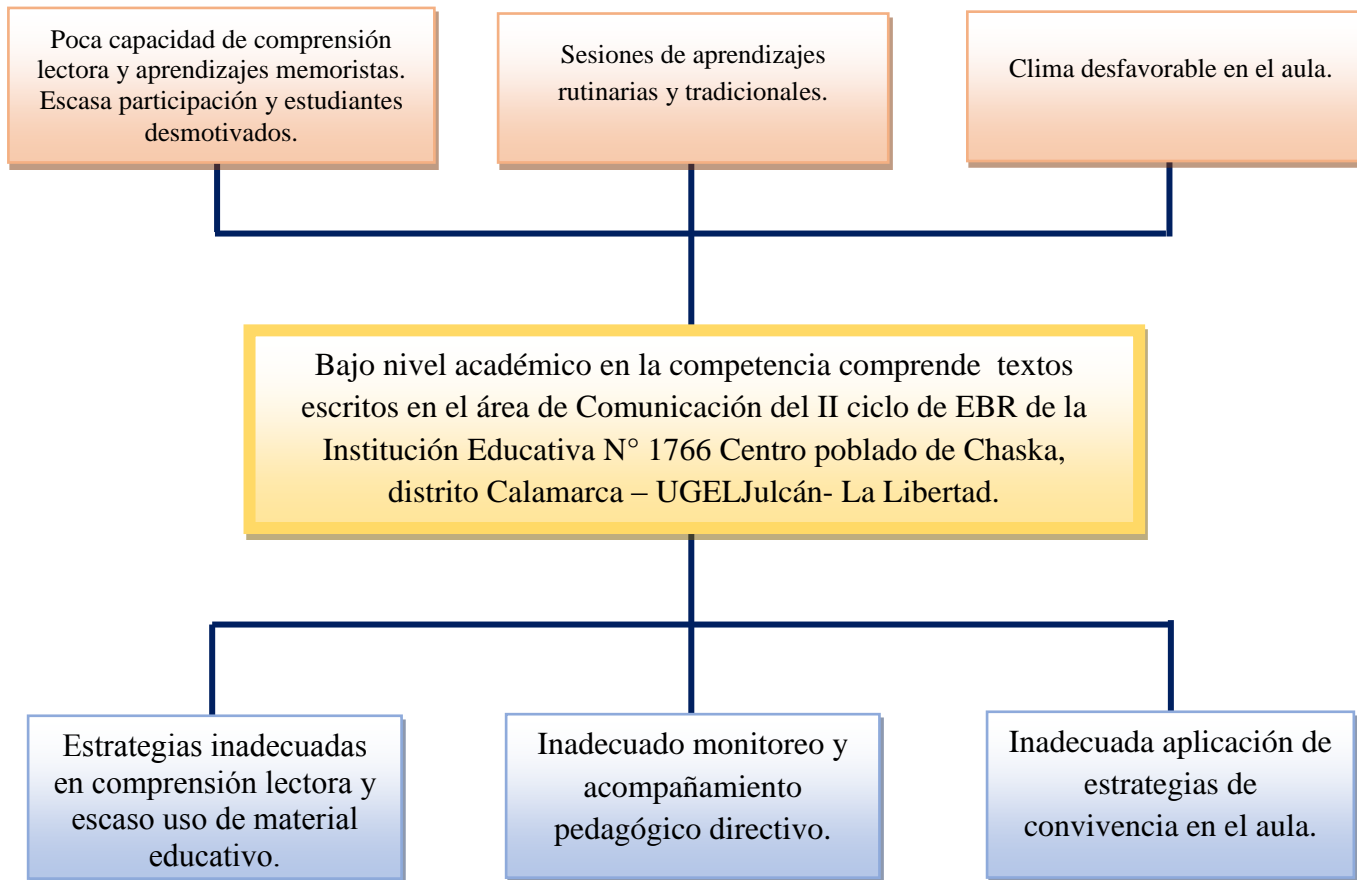 Poca capacidad de comprensión
lectora y aprendizajes memoristas.
Escasa participación y estudiantes
desmotivados.
Sesiones de aprendizajes
rutinarias y tradicionales.
Clima desfavorable en el aula.
Bajo nivel académico en la competencia comprende textos
escritos en el área de Comunicación del II ciclo de EBR de la
Institución Educativa N° 1766 Centro poblado de Chaska,
distrito Calamarca – UGELJulcán- La Libertad.
Estrategias inadecuadas
en comprensión lectora y
escaso uso de material
educativo.
Inadecuado monitoreo y
acompañamiento
pedagógico directivo.
Inadecuada aplicación de
estrategias de
convivencia en el aula.